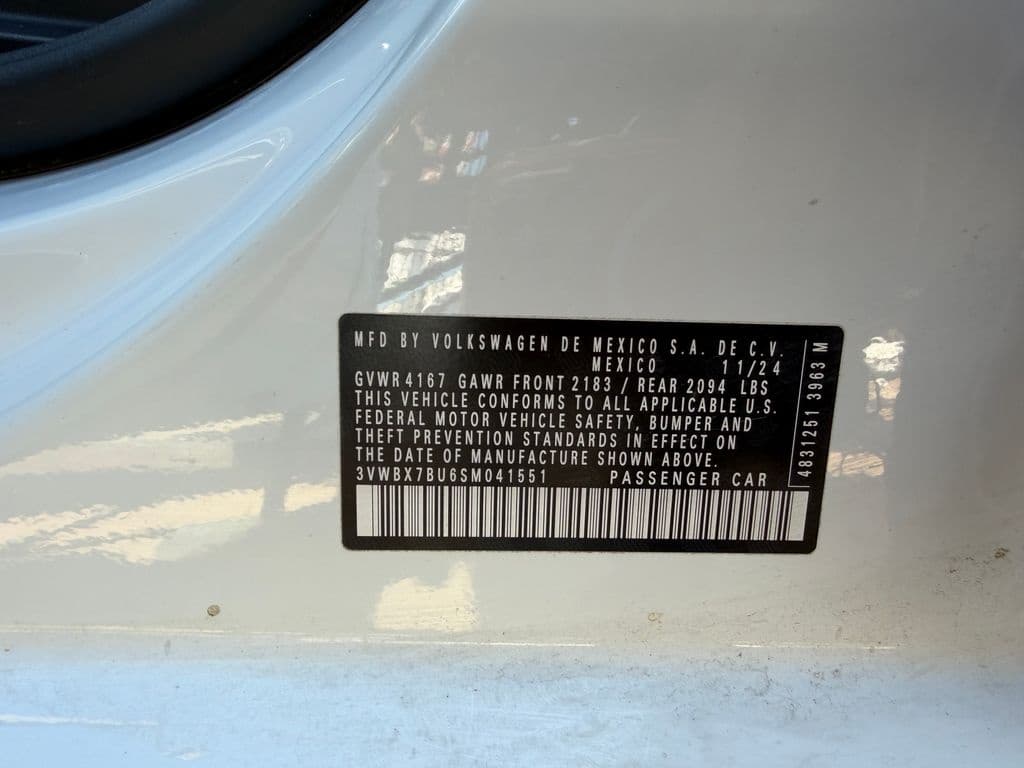 MFD BY VOLKSWAGEN DE MEXICO S.A. DE C.V.
MEXICO 11/24
GVWR 4167 GAWR FRONT 2183 / REAR 2094 LBS
THIS VEHICLE CONFORMS TO ALL APPLICABLE U.S.
FEDERAL MOTOR VEHICLE SAFETY, BUMPER AND
THEFT PREVENTION STANDARDS IN EFFECT ON
THE DATE OF MANUFACTURE SHOWN ABOVE.
3VWBX7BU6SM041551 PASSENGER CAR
4831251 3963 M